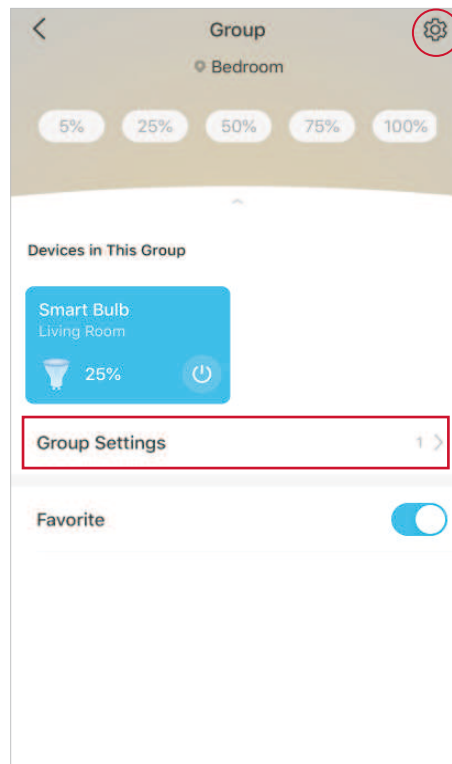 Group
Bedroom
5% 25% 50% 75% 100%
Devices in This Group
Smart Bulb
Living Room
25%
Group Settings 1
Favorite